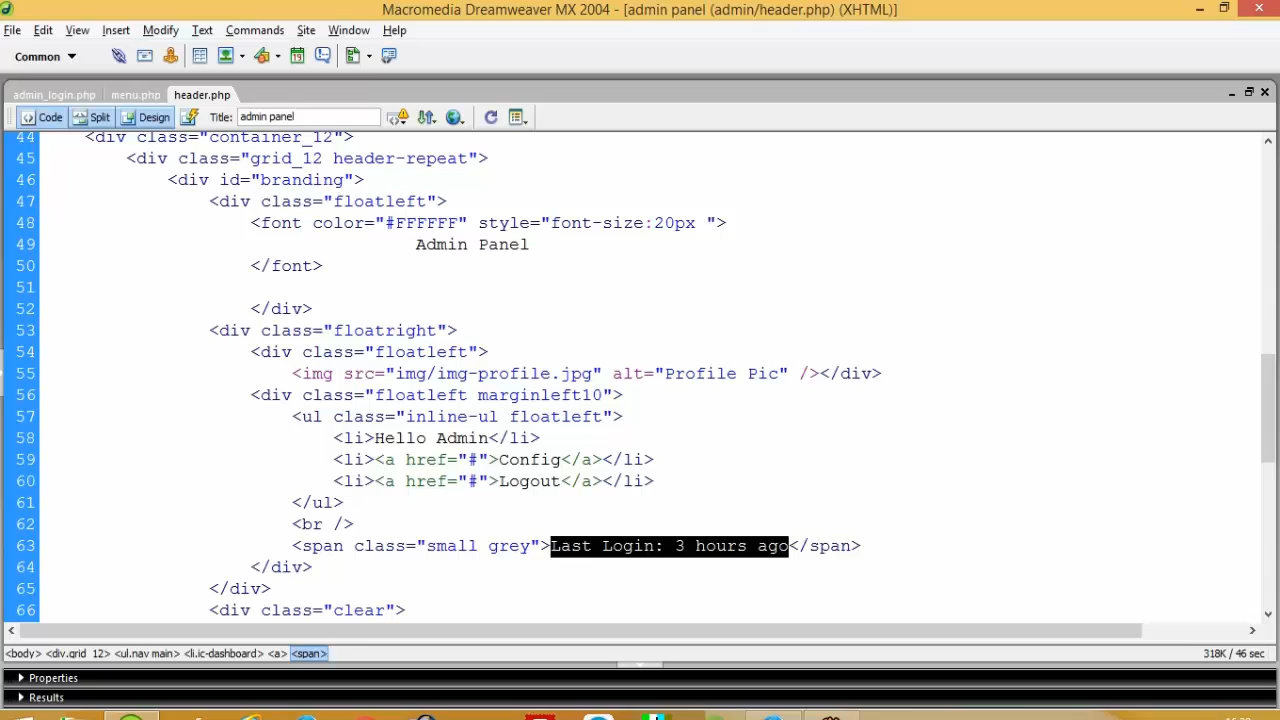 Macromedia Dreamweaver MX 2004 - [admin panel (admin/header.php) (XHTML)]
File Edit View Insert Modify Text Commands Site Window Help
Common
admin_login.php menu.php header.php
Code Split Design Title: admin panel
44 <div class="container_12">
45 <div class="grid_12 header-repeat">
46 <div id="branding">
47 <div class="floatleft">
48 <font color="#FFFFFF" style="font-size:20px ">
49 Admin Panel
50 </font>
51
52 </div>
53 <div class="floatright">
54 <div class="floatleft">
55 <img src="img/img-profile.jpg" alt="Profile Pic" /></div>
56 <div class="floatleft marginleft10">
57 <ul class="inline-ul floatleft">
58 <li>Hello Admin</li>
59 <li><a href="#">Config</a></li>
60 <li><a href="#">Logout</a></li>
61 </ul>
62 <br />
63 <span class="small grey">Last Login: 3 hours ago</span>
64 </div>
65 </div>
66 <div class="clear">
<body> <div.grid_12> <ul.nav main> <li.ic-dashboard> <a> <span> 318K / 46 sec
Properties
Results